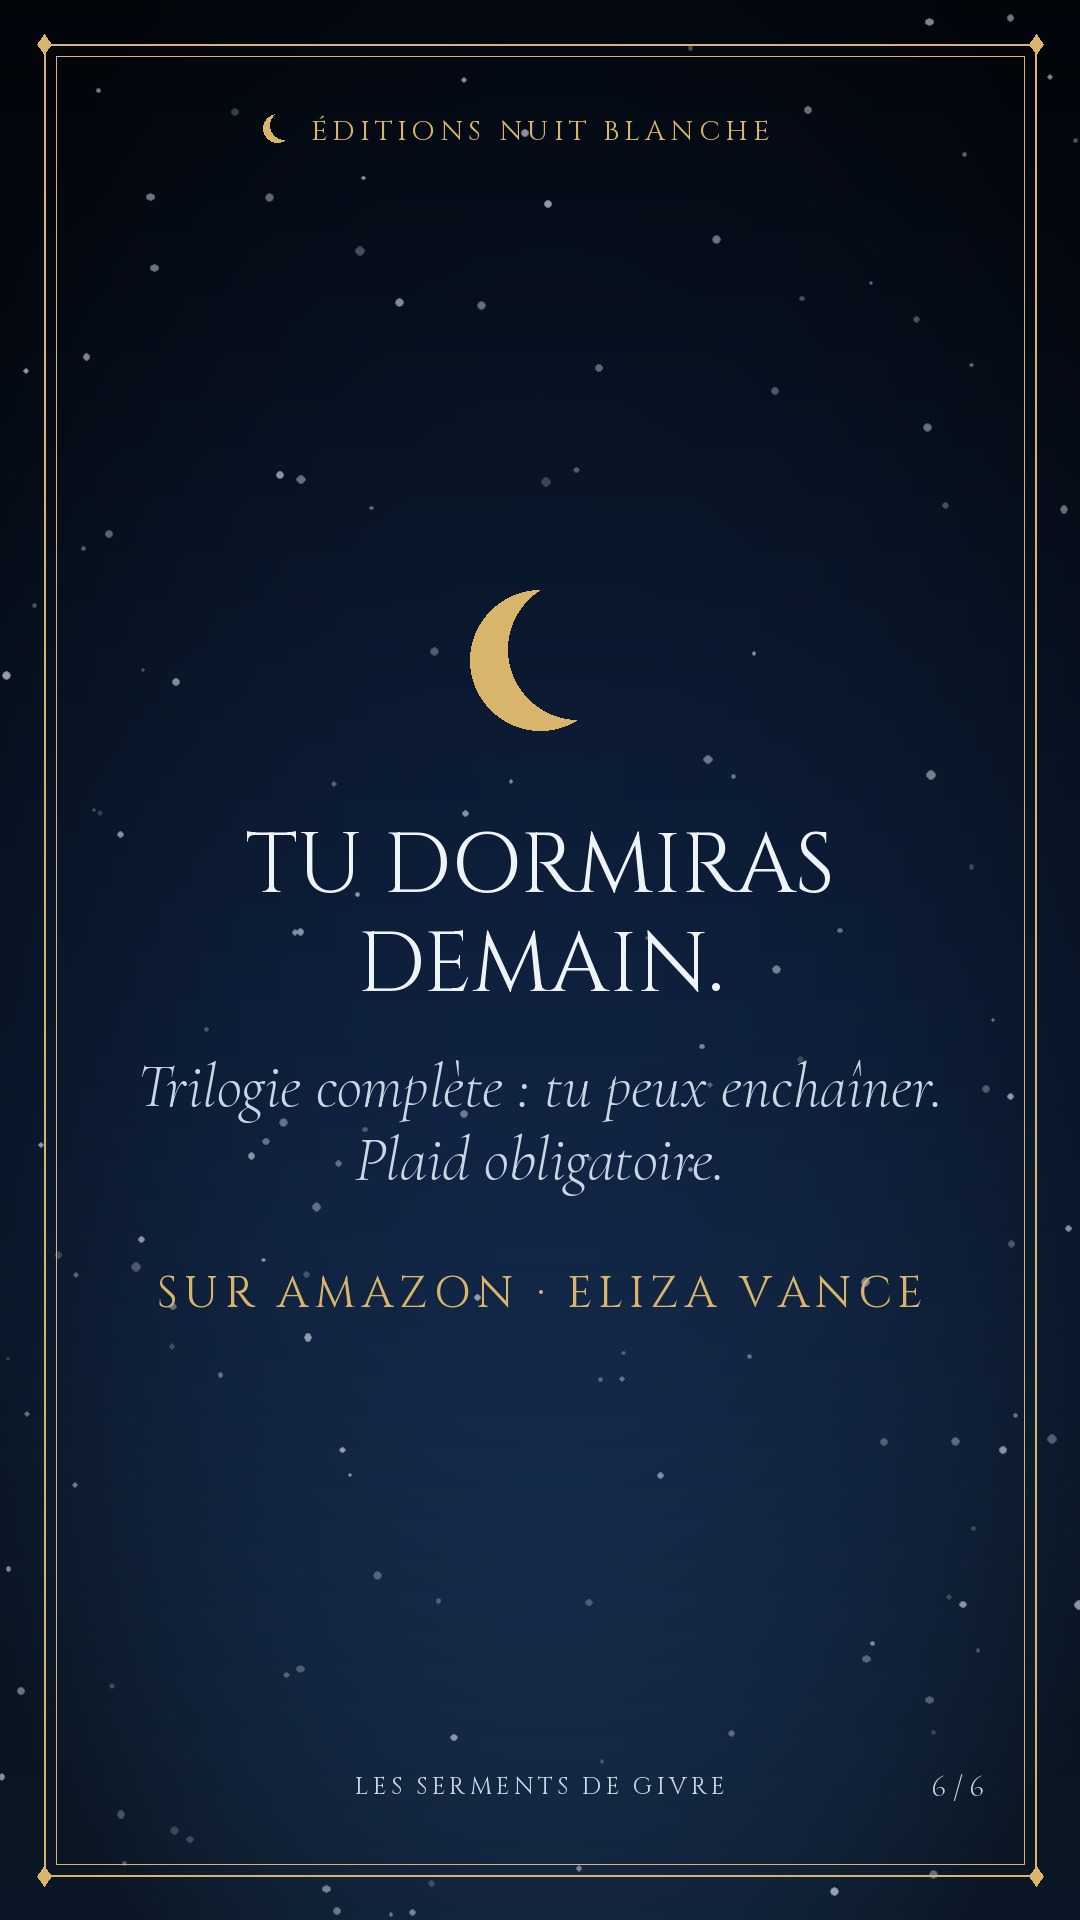 ÉDITIONS NUIT BLANCHE
TU DORMIRAS
DEMAIN.
Trilogie complète : tu peux enchaîner.
Plaid obligatoire.
SUR AMAZON · ELIZA VANCE
LES SERMENTS DE GIVRE
6/6